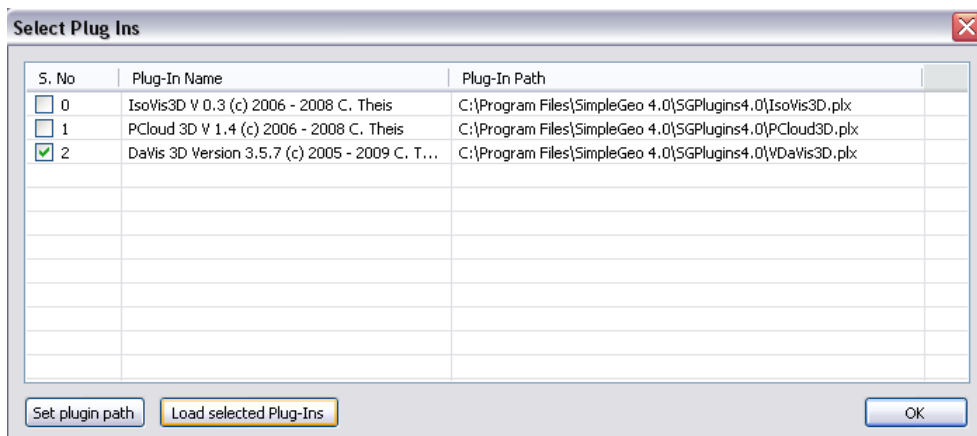 Select Plug Ins
S. No Plug-In Name Plug-In Path
0 IsoVis3D V 0.3 (c) 2006 - 2008 C. Theis C:\Program Files\SimpleGeo 4.0\SGPlugins4.0\IsoVis3D.plx
1 PCloud 3D V 1.4 (c) 2006 - 2008 C. Theis C:\Program Files\SimpleGeo 4.0\SGPlugins4.0\PCloud3D.plx
2 DaVis 3D Version 3.5.7 (c) 2005 - 2009 C. T... C:\Program Files\SimpleGeo 4.0\SGPlugins4.0\VDaVis3D.plx
Set plugin path Load selected Plug-Ins OK